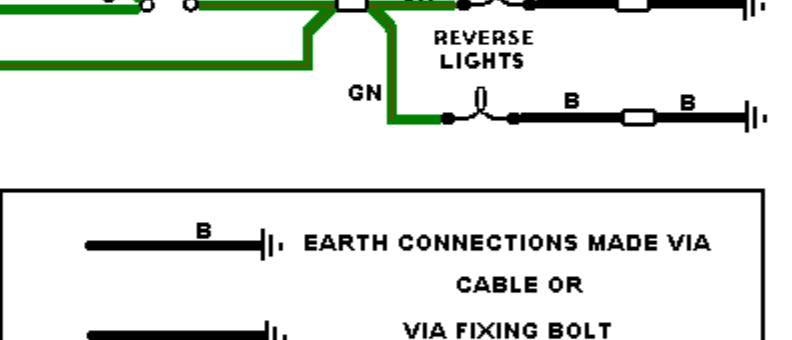 REVERSE
LIGHTS
GN
B B
B
EARTH CONNECTIONS MADE VIA
CABLE OR
VIA FIXING BOLT